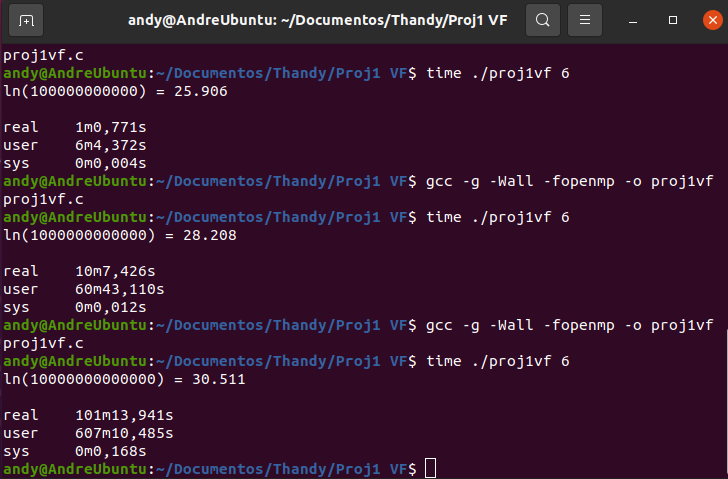 andy@AndreUbuntu: ~/Documentos/Thandy/Proj1 VF
proj1vf.c
andy@AndreUbuntu:~/Documentos/Thandy/Proj1 VF$ time ./proj1vf 6
ln(100000000000) = 25.906
real 1m0,771s
user 6m4,372s
sys 0m0,004s
andy@AndreUbuntu:~/Documentos/Thandy/Proj1 VF$ gcc -g -Wall -fopenmp -o proj1vf
proj1vf.c
andy@AndreUbuntu:~/Documentos/Thandy/Proj1 VF$ time ./proj1vf 6
ln(1000000000000) = 28.208
real 10m7,426s
user 60m43,110s
sys 0m0,012s
andy@AndreUbuntu:~/Documentos/Thandy/Proj1 VF$ gcc -g -Wall -fopenmp -o proj1vf
proj1vf.c
andy@AndreUbuntu:~/Documentos/Thandy/Proj1 VF$ time ./proj1vf 6
ln(10000000000000) = 30.511
real 101m13,941s
user 607m10,485s
sys 0m0,168s
andy@AndreUbuntu:~/Documentos/Thandy/Proj1 VF$